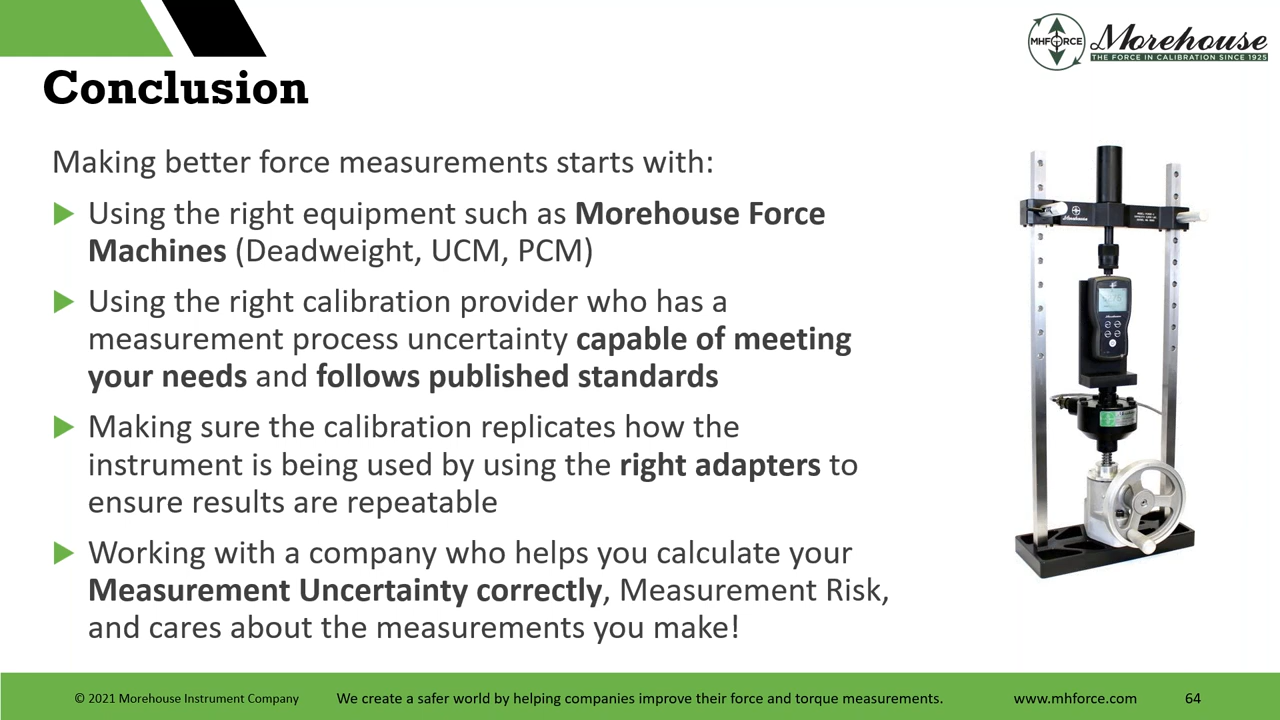 MHFORCE
Morehouse
THE FORCE IN CALIBRATION SINCE 1925
Conclusion
Making better force measurements starts with:
Using the right equipment such as Morehouse Force
Machines (Deadweight, UCM, PCM)
Using the right calibration provider who has a
measurement process uncertainty capable of meeting
your needs and follows published standards
Making sure the calibration replicates how the
instrument is being used by using the right adapters to
ensure results are repeatable
Working with a company who helps you calculate your
Measurement Uncertainty correctly, Measurement Risk,
and cares about the measurements you make!
Morehouse
© 2021 Morehouse Instrument Company
We create a safer world by helping companies improve their force and torque measurements.
www.mhforce.com
64